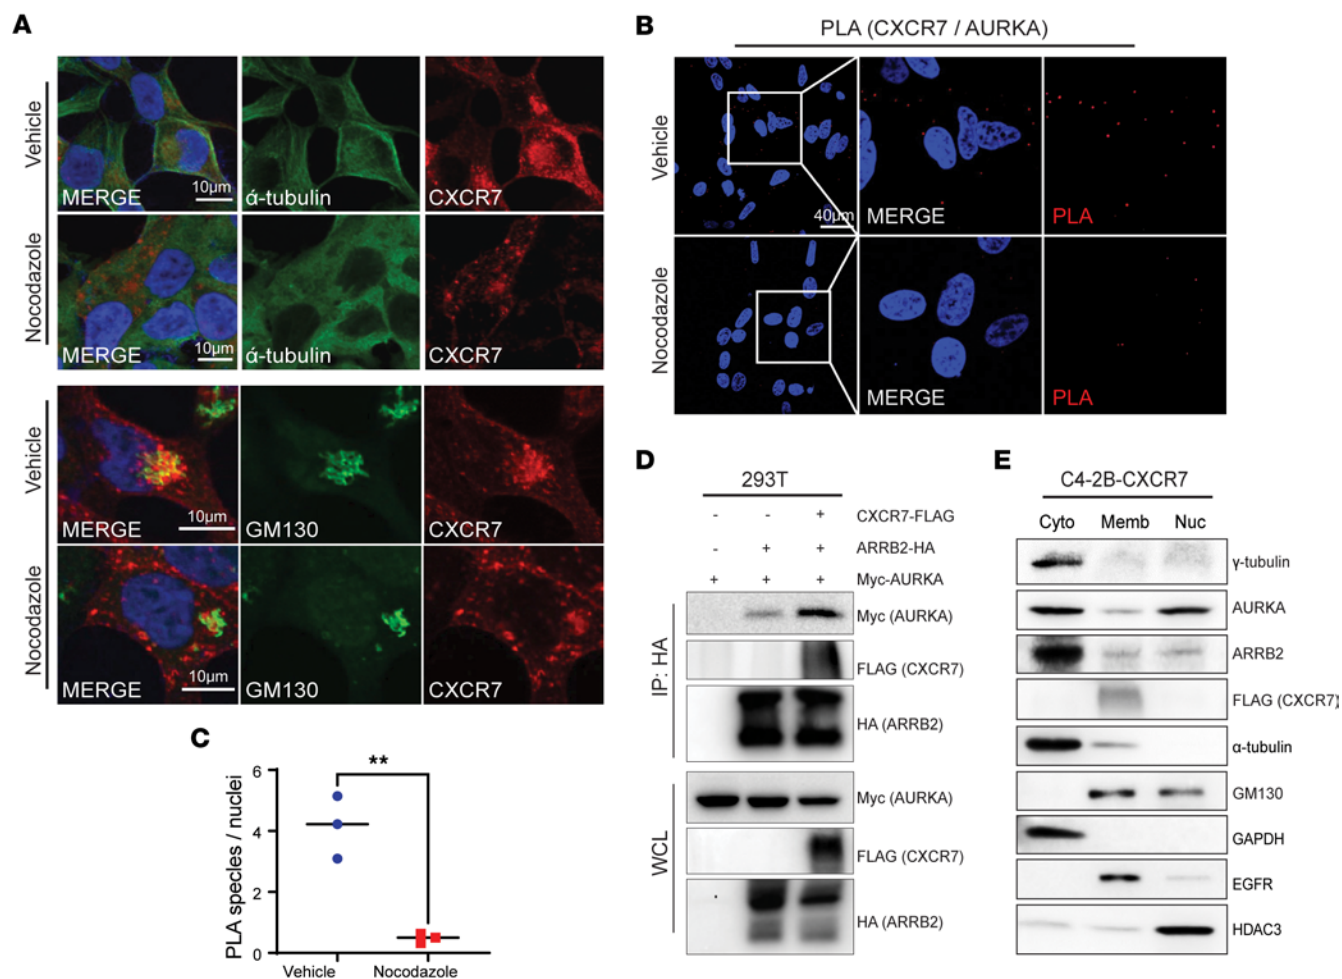 A
Vehicle
MERGE
10µm
ά-tubulin
CXCR7
Nocodazole
MERGE
10µm
ά-tubulin
CXCR7
Vehicle
MERGE
10µm
GM130
CXCR7
Nocodazole
MERGE
10µm
GM130
CXCR7
B
PLA (CXCR7 / AURKA)
Vehicle
40µm
MERGE
PLA
Nocodazole
MERGE
PLA
C
PLA species / nuclei
6
4
2
0
**
Vehicle
Nocodazole
D
293T
- - + CXCR7-FLAG
- + + ARRB2-HA
+ + + Myc-AURKA
IP: HA
Myc (AURKA)
FLAG (CXCR7)
HA (ARRB2)
WCL
Myc (AURKA)
FLAG (CXCR7)
HA (ARRB2)
E
C4-2B-CXCR7
Cyto Memb Nuc
γ-tubulin
AURKA
ARRB2
FLAG (CXCR7)
α-tubulin
GM130
GAPDH
EGFR
HDAC3